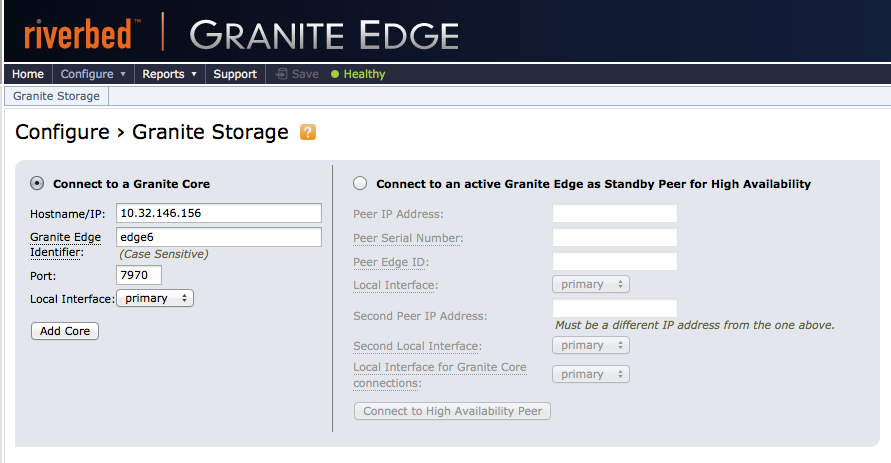 riverbed™ | GRANITE EDGE
Home Configure ▾ Reports ▾ Support Save Healthy
Granite Storage
Configure › Granite Storage ?
Connect to a Granite Core
Hostname/IP: 10.32.146.156
Granite Edge
Identifier:
edge6
(Case Sensitive)
Port: 7970
Local Interface: primary
Add Core
Connect to an active Granite Edge as Standby Peer for High Availability
Peer IP Address:
Peer Serial Number:
Peer Edge ID:
Local Interface: primary
Second Peer IP Address:
Must be a different IP address from the one above.
Second Local Interface: primary
Local Interface for Granite Core
connections:
primary
Connect to High Availability Peer